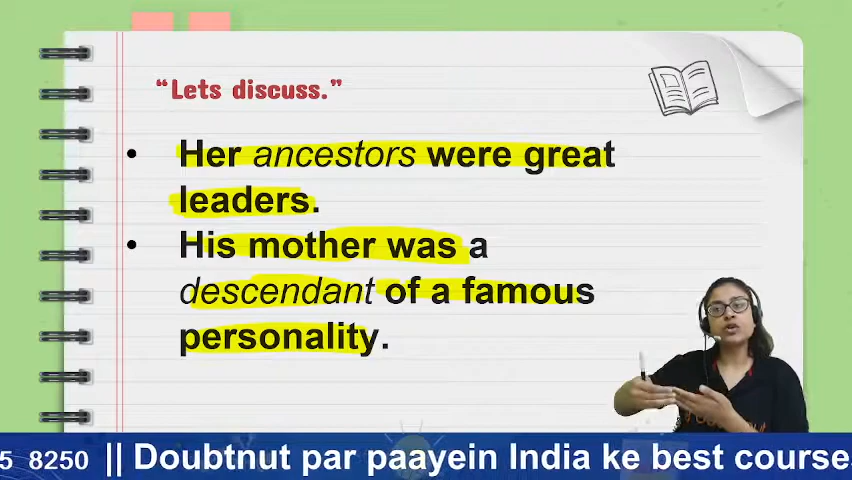 “Lets discuss.”
• Her ancestors were great
leaders.
• His mother was a
descendant of a famous
personality.
5 8250 || Doubtnut par paayein India ke best course